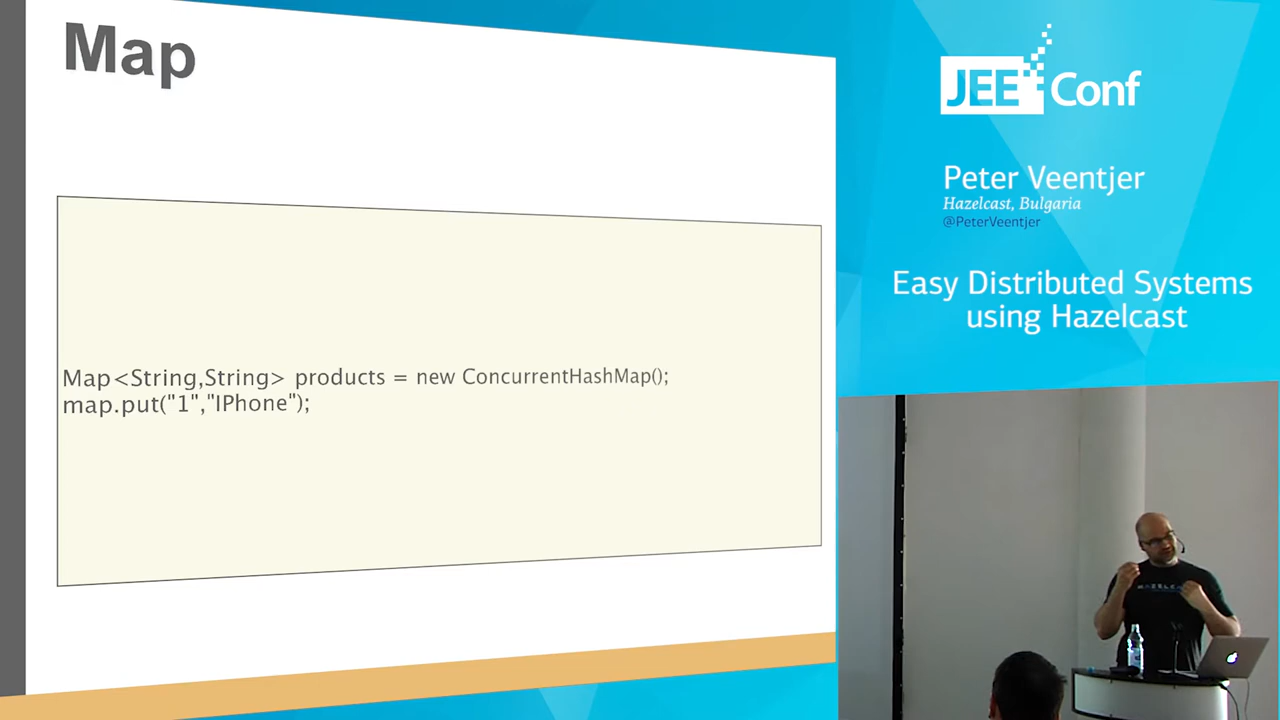 Map
Map<String,String> products = new ConcurrentHashMap();
map.put("1","IPhone");
JEE Conf
Peter Veentjer
Hazelcast, Bulgaria
@PeterVeentjer
Easy Distributed Systems
using Hazelcast